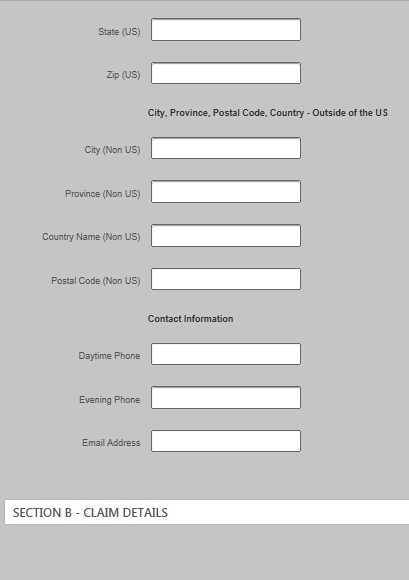 State (US)
Zip (US)
City, Province, Postal Code, Country - Outside of the US
City (Non US)
Province (Non US)
Country Name (Non US)
Postal Code (Non US)
Contact Information
Daytime Phone
Evening Phone
Email Address
SECTION B - CLAIM DETAILS